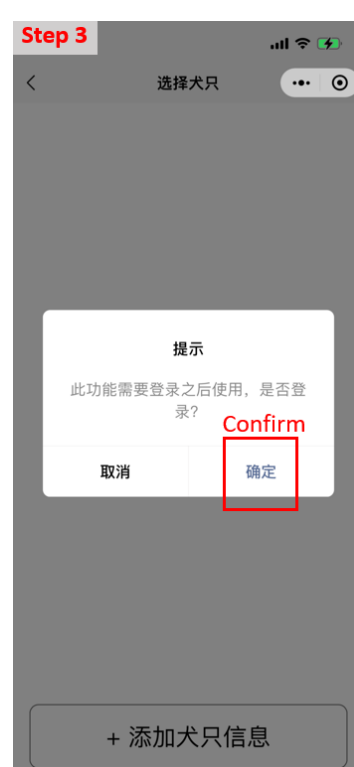 Step 3
选择犬只
提示
此功能需要登录之后使用，是否登
录？
Confirm
取消
确定
+ 添加犬只信息